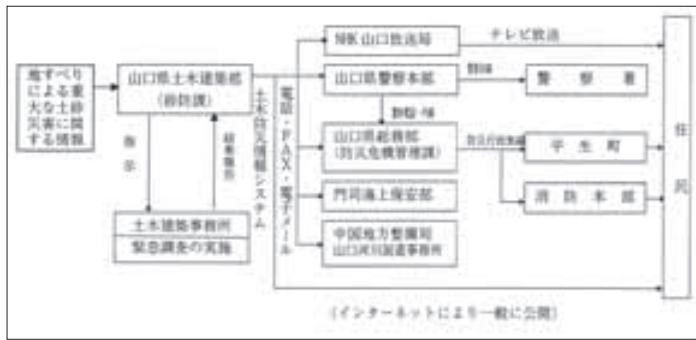 地すべり
による重
大な土砂
災害に関
する情報
山口県土木建築部
(砂防課)
指示
結果報告
土木建築事務所
緊急調査の実施
土木防災情報システム
電話・FAX・電子メール
NHK山口放送局
テレビ放送
山口県警察本部
警察署
山口県総務部
(防災危機管理課)
防災行政無線
平生町
消防本部
門司海上保安部
中国地方整備局
山口河川国道事務所
住民
(インターネットにより一般に公開)